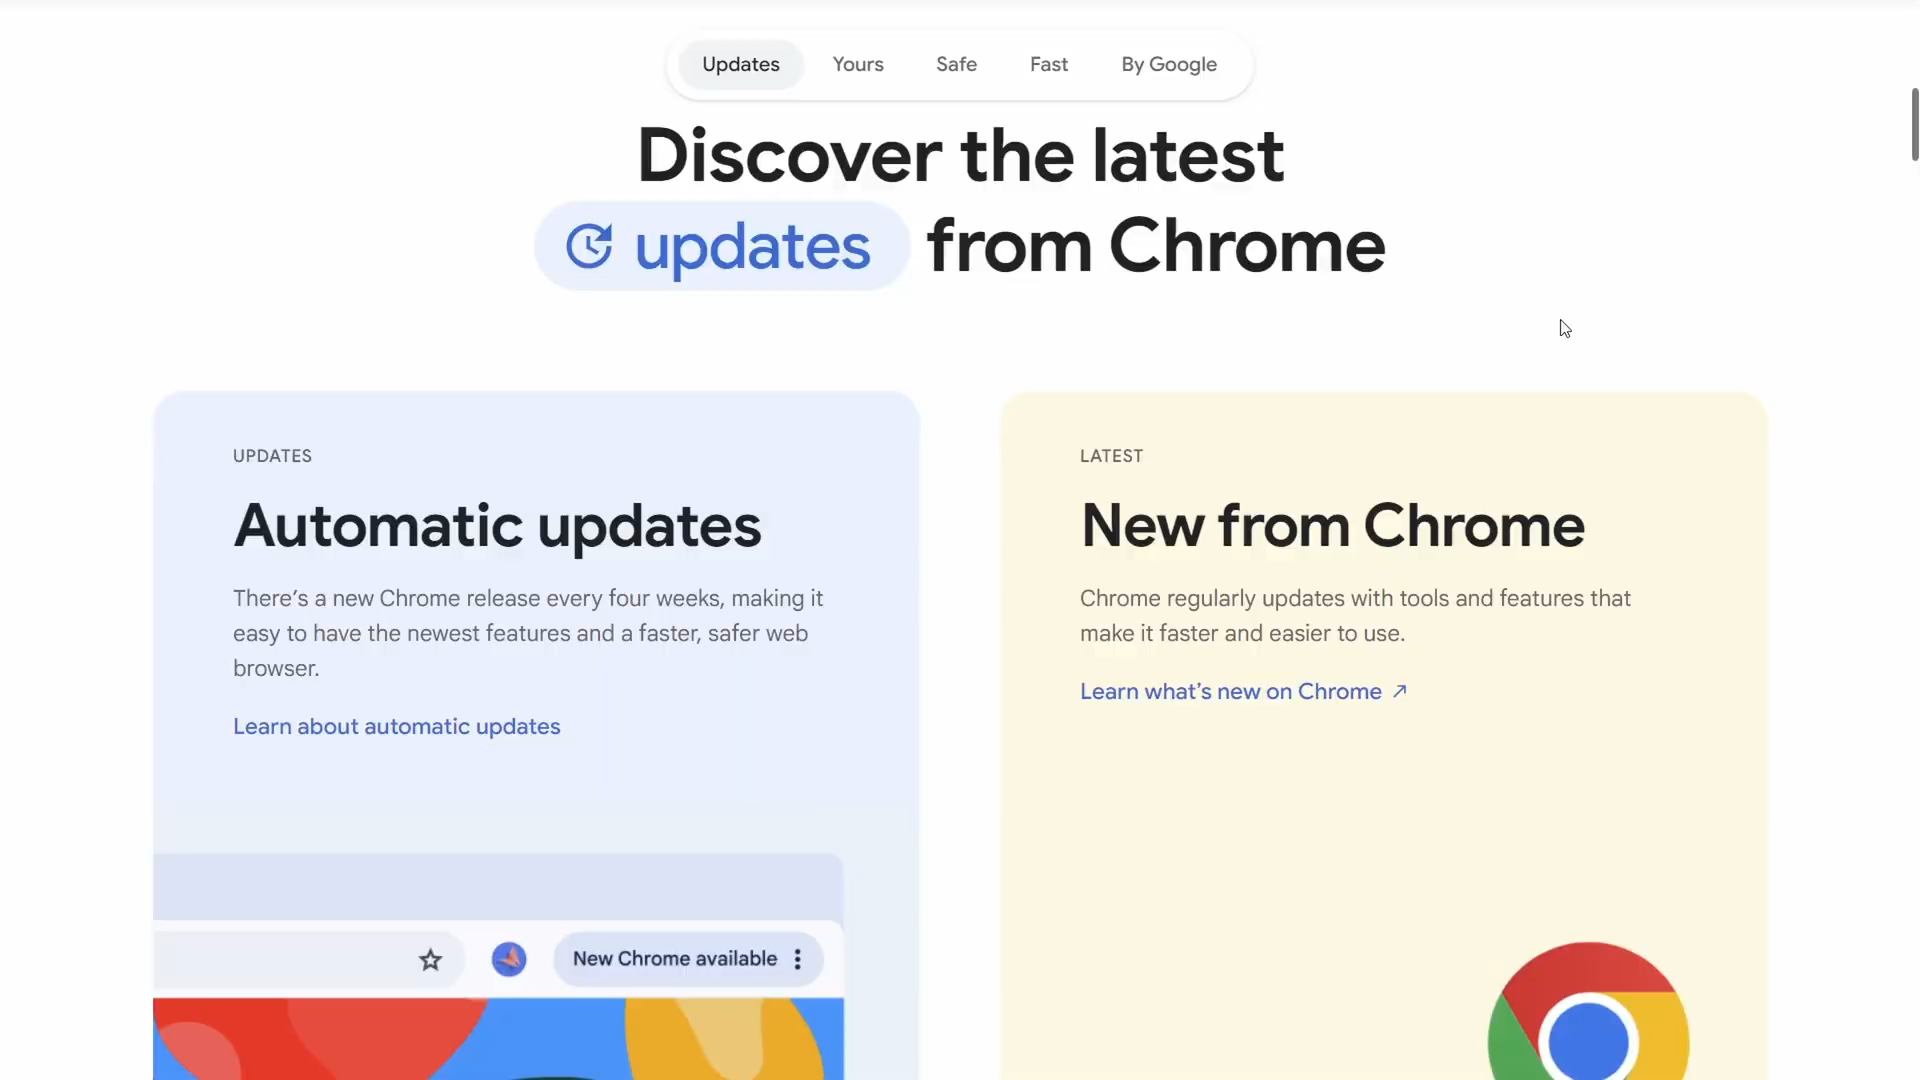 Updates Yours Safe Fast By Google
Discover the latest
updates from Chrome
UPDATES
Automatic updates
There’s a new Chrome release every four weeks, making it
easy to have the newest features and a faster, safer web
browser.
Learn about automatic updates
New Chrome available
LATEST
New from Chrome
Chrome regularly updates with tools and features that
make it faster and easier to use.
Learn what’s new on Chrome